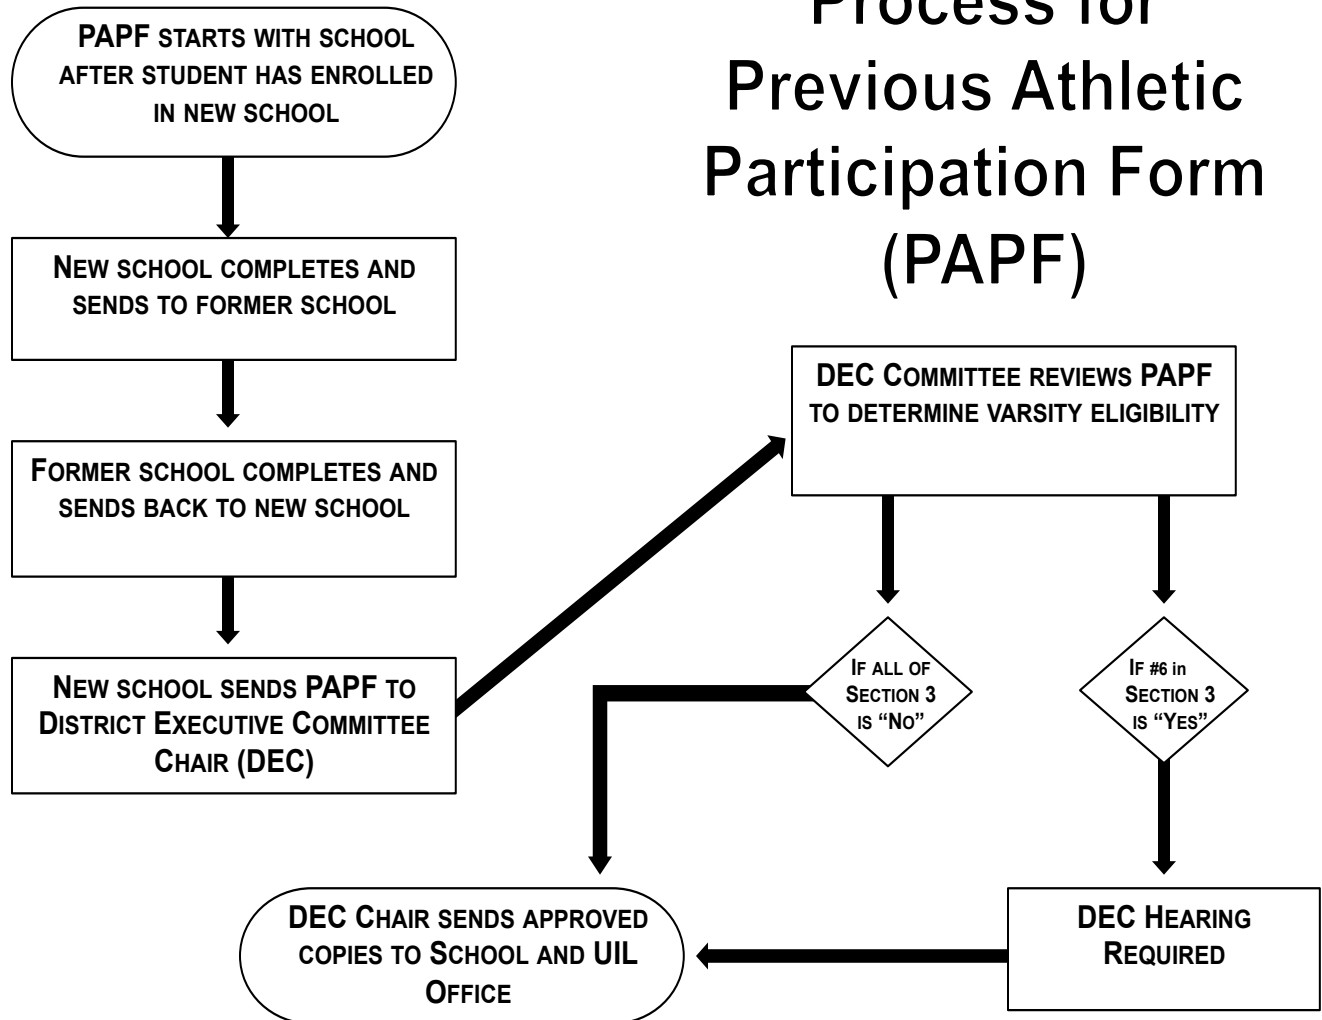 Process for
Previous Athletic
Participation Form
(PAPF)
PAPF STARTS WITH SCHOOL
AFTER STUDENT HAS ENROLLED
IN NEW SCHOOL
NEW SCHOOL COMPLETES AND
SENDS TO FORMER SCHOOL
FORMER SCHOOL COMPLETES AND
SENDS BACK TO NEW SCHOOL
NEW SCHOOL SENDS PAPF TO
DISTRICT EXECUTIVE COMMITTEE
CHAIR (DEC)
DEC COMMITTEE REVIEWS PAPF
TO DETERMINE VARSITY ELIGIBILITY
IF ALL OF
SECTION 3
IS “NO”
IF #6 in
SECTION 3
IS “YES”
DEC HEARING
REQUIRED
DEC CHAIR SENDS APPROVED
COPIES TO SCHOOL AND UIL
OFFICE